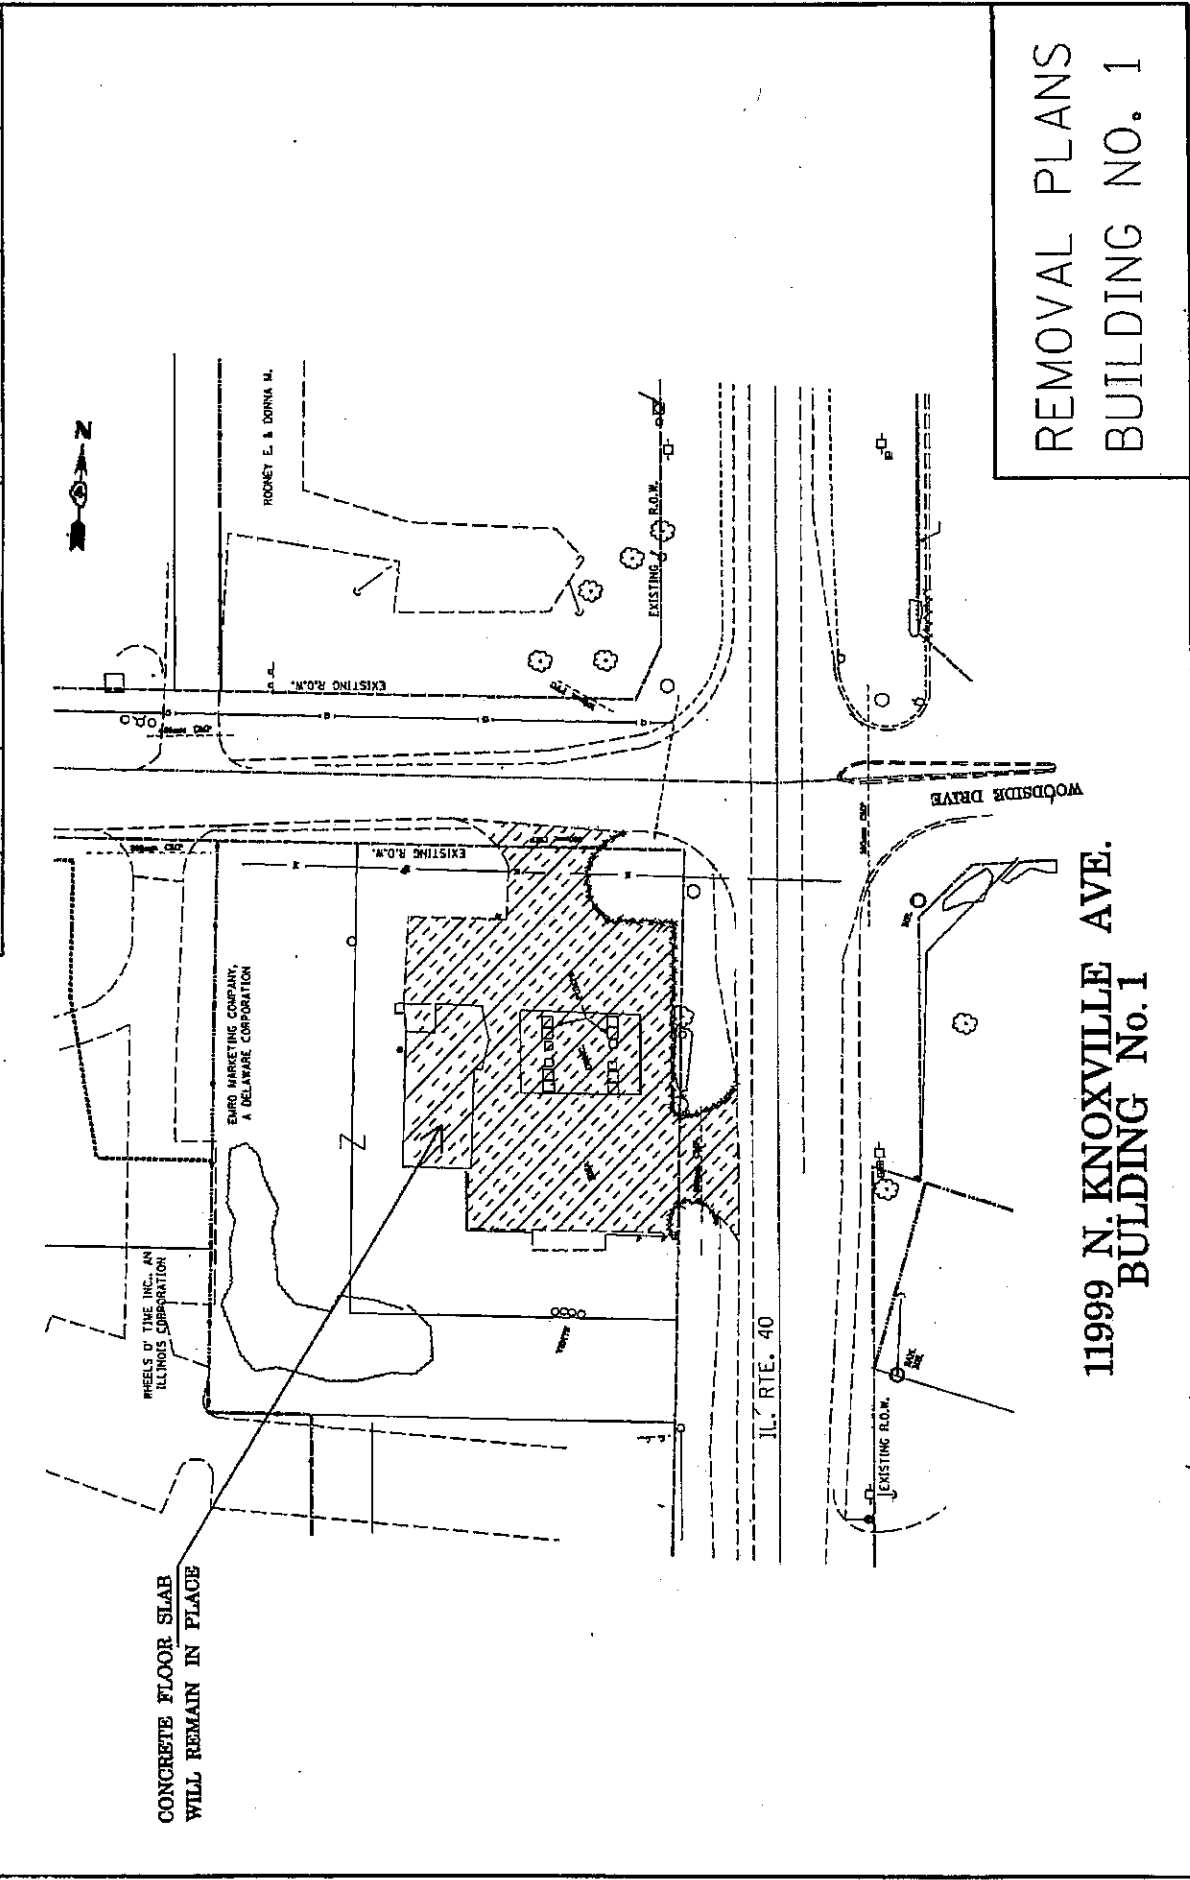 CONCRETE FLOOR SLAB
WILL REMAIN IN PLACE
WHEELS O' TIME INC., AN
ILLINOIS CORPORATION
EMRO MARKETING COMPANY,
A DELAWARE CORPORATION
EXISTING R.O.W.
EXISTING R.O.W.
RODNEY E. & DONNA M.
N
EXISTING R.O.W.
IL. RTE. 40
WOODSIDE DRIVE
EXISTING R.O.W.
11999 N. KNOXVILLE AVE.
BULDING No. 1
REMOVAL PLANS
BUILDING NO. 1